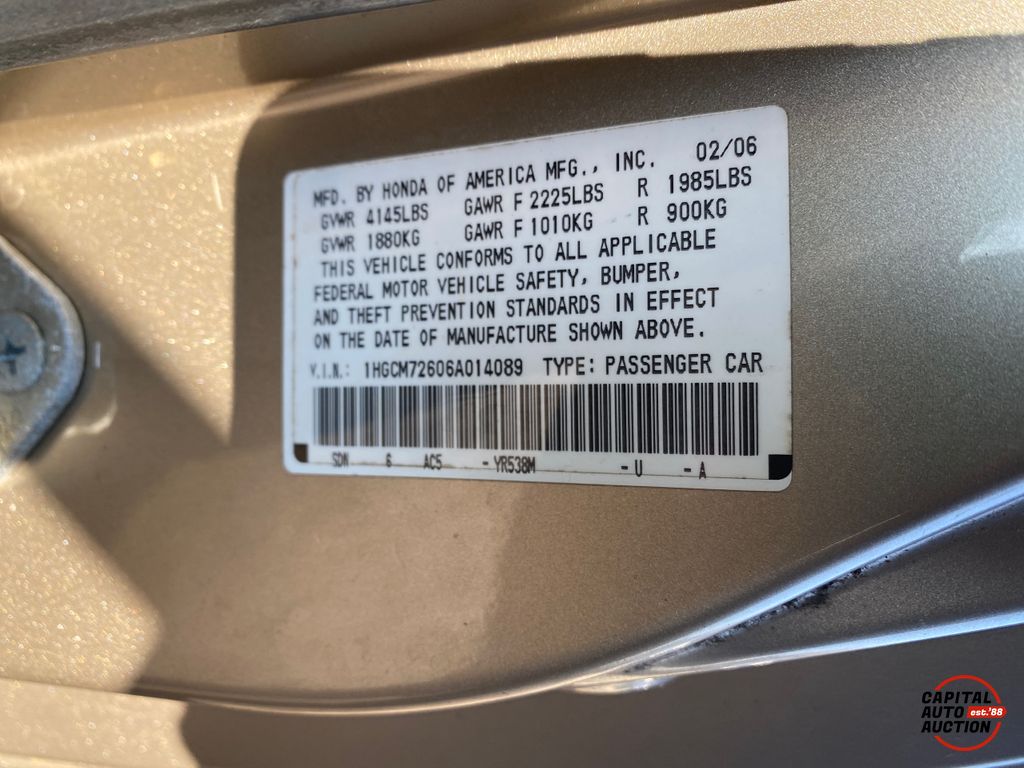 MFD. BY HONDA OF AMERICA MFG., INC. 02/06
GVWR 4145LBS GAWR F 2225LBS R 1985LBS
GVWR 1880KG GAWR F 1010KG R 900KG
THIS VEHICLE CONFORMS TO ALL APPLICABLE
FEDERAL MOTOR VEHICLE SAFETY, BUMPER,
AND THEFT PREVENTION STANDARDS IN EFFECT
ON THE DATE OF MANUFACTURE SHOWN ABOVE.
V.I.N.: 1HGCM72606A014089 TYPE: PASSENGER CAR
SDN 6 AC5 -YR538M -U -A
CAPITAL
AUTO est.'88
AUCTION